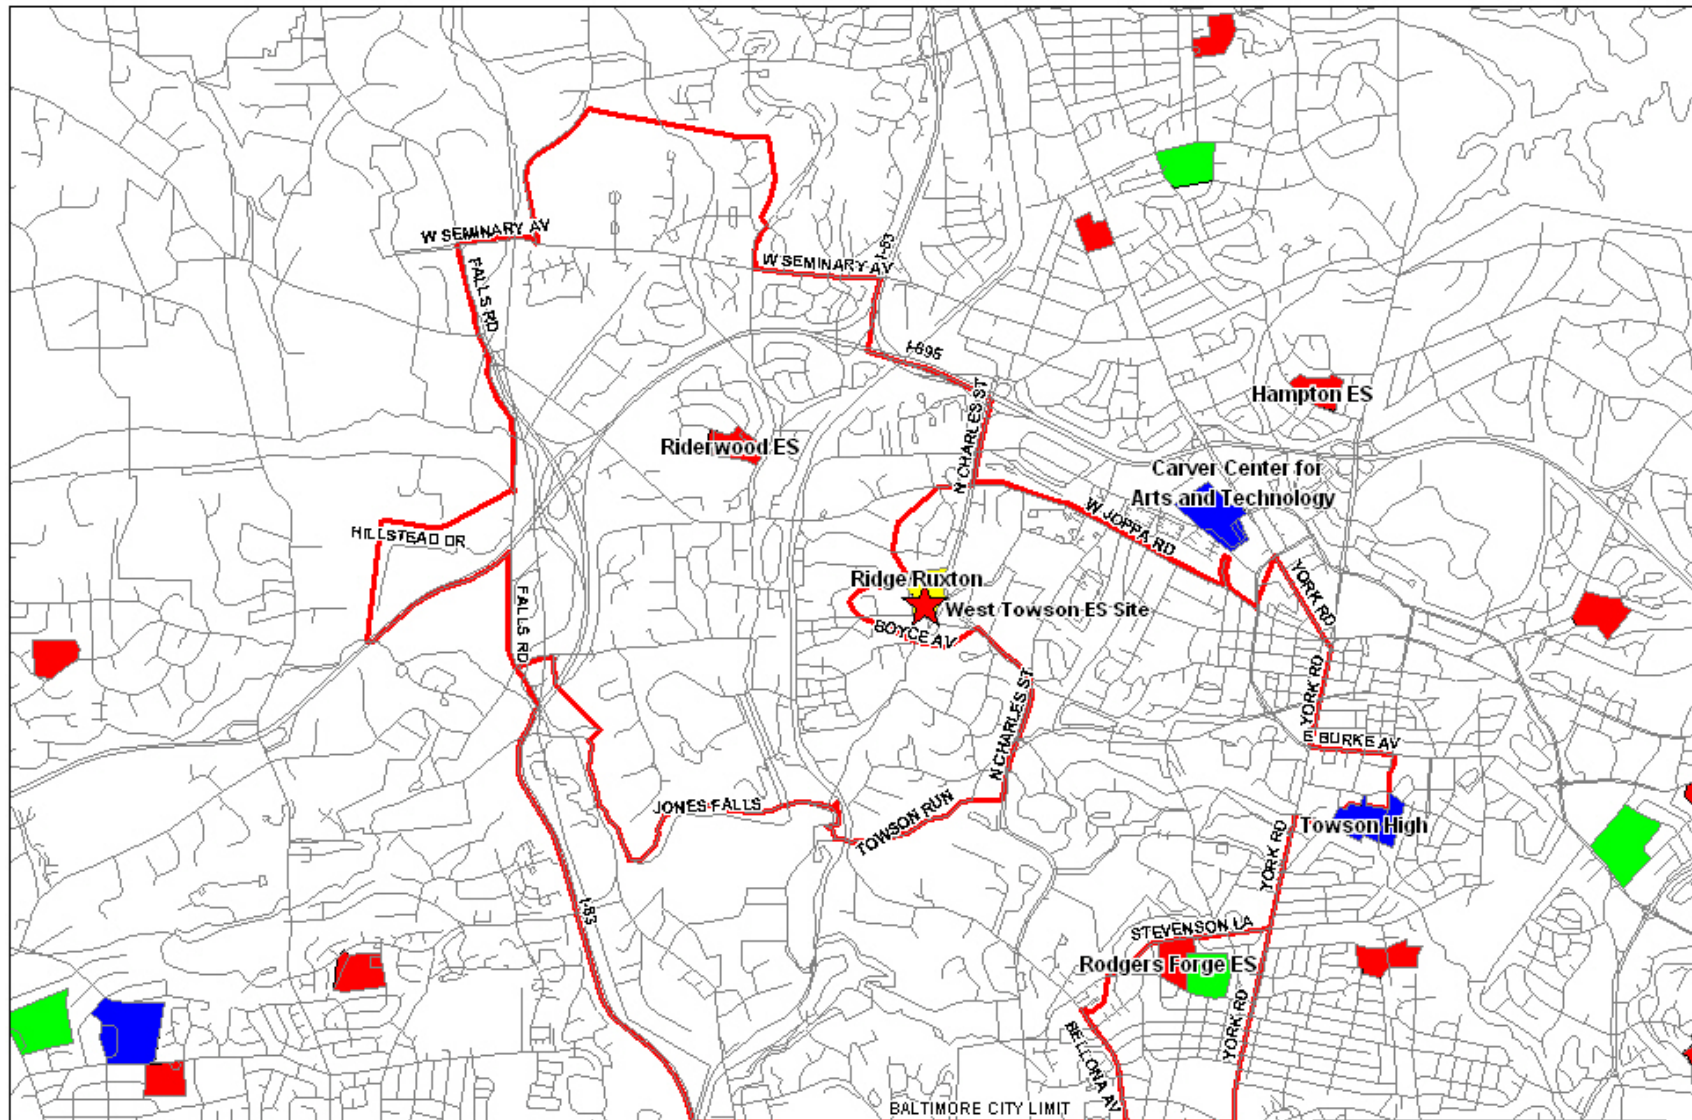 W SEMINARY AV
FALLS RD
W SEMINARY AV
I-83
I-695
N CHARLES ST
Hampton ES
Riderwood ES
Carver Center for
Arts and Technology
W JOPPA RD
HILLSTEAD DR
Ridge Ruxton
West Towson ES Site
BOYCE AV
YORK RD
FALLS RD
YORK RD
N CHARLES ST
E BURKE AV
JONES FALLS
TOWSON RUN
Towson High
YORK RD
I-83
STEVENSON LA
Rodgers Forge ES
YORK RD
BELLONA AV
BALTIMORE CITY LIMIT